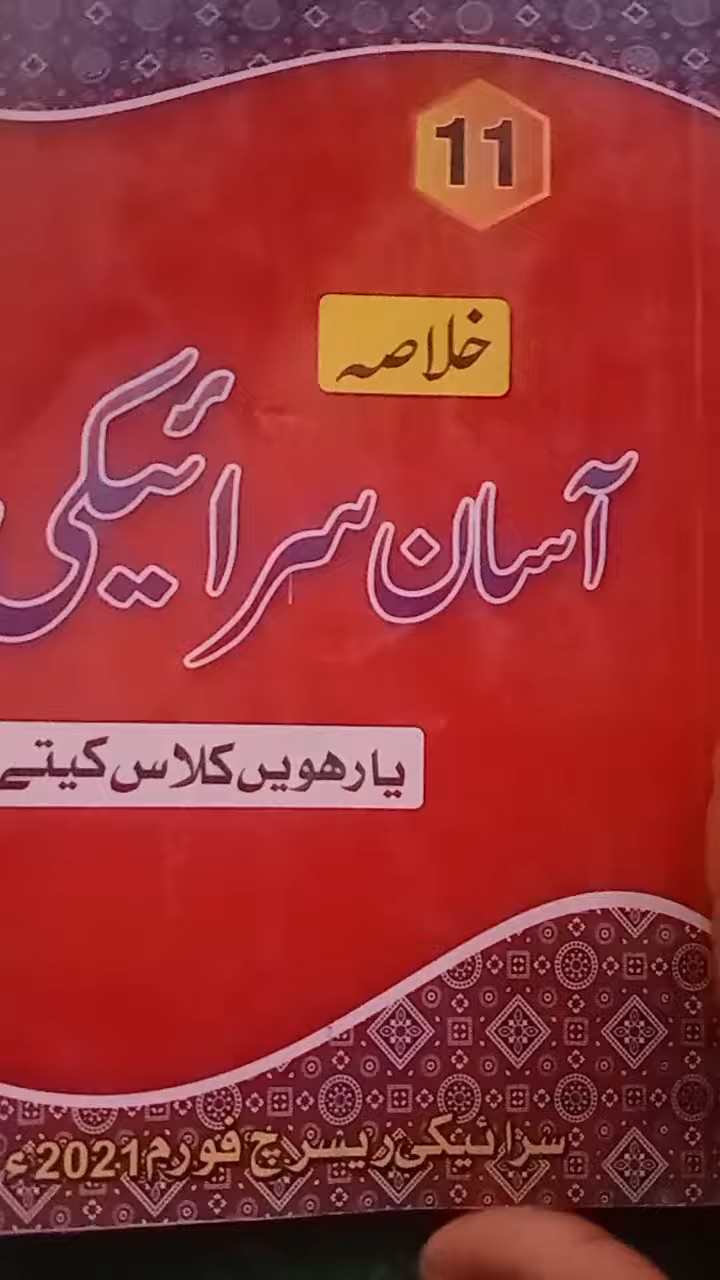 11
خلاصہ
آسان سرائیکی
یارھویں کلاس کیتے
سرائیکی ریسرچ فورم 2021ء